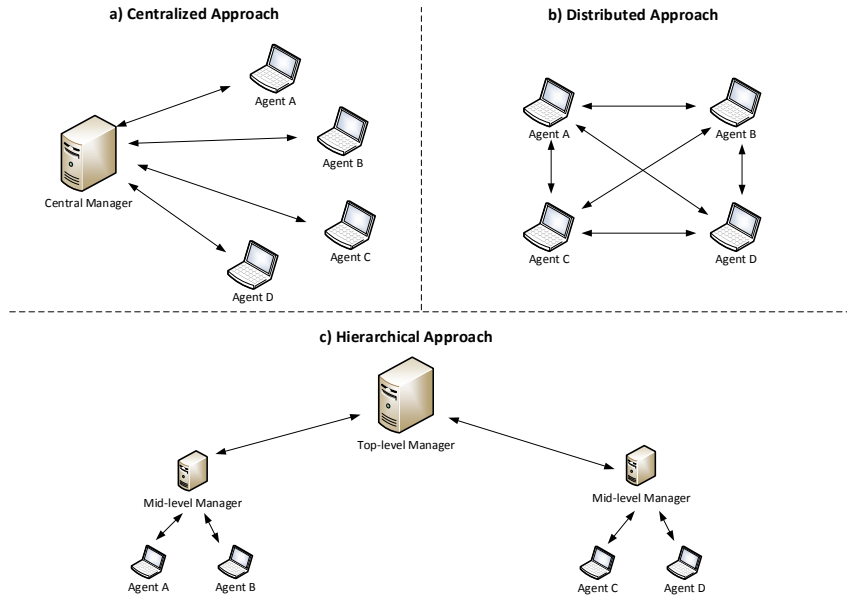 a) Centralized Approach
Agent A
Agent B
Central Manager
Agent C
Agent D
b) Distributed Approach
Agent A
Agent B
Agent C
Agent D
c) Hierarchical Approach
Top-level Manager
Mid-level Manager
Mid-level Manager
Agent A
Agent B
Agent C
Agent D